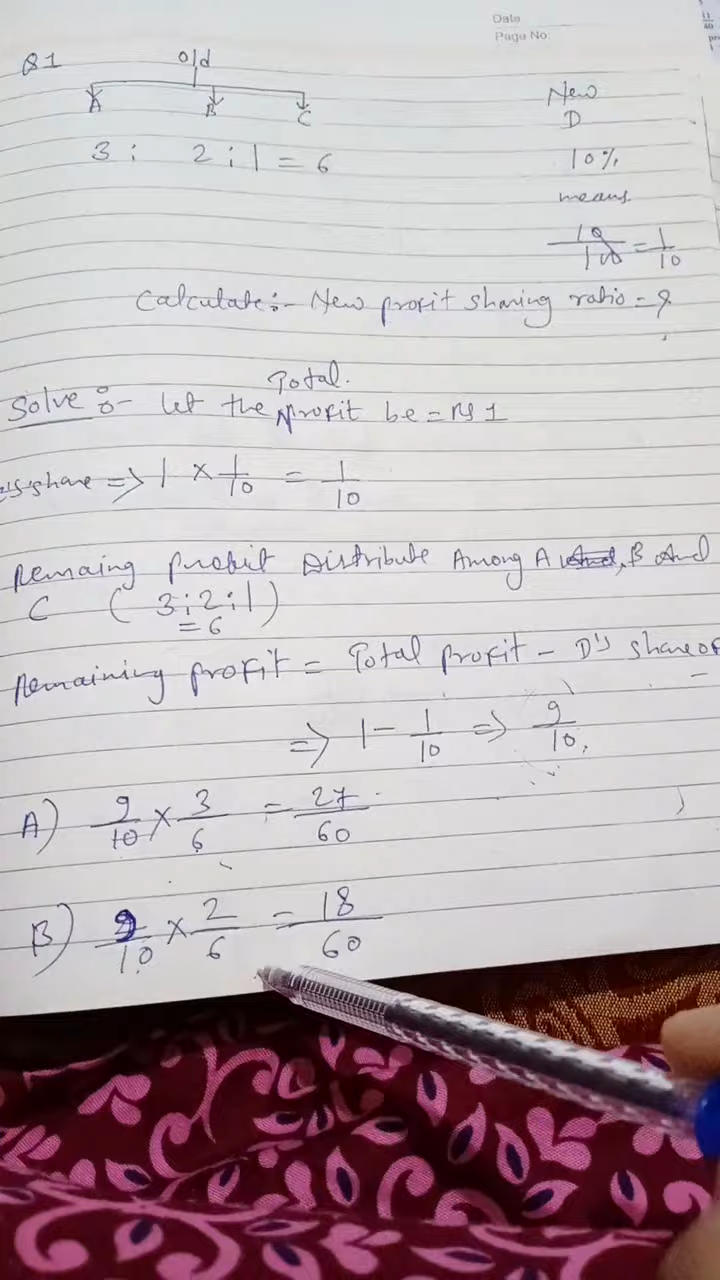 Date
Page No:
Q1 Old New
A B C D
3 : 2 : 1 = 6 10%
means
10/100 = 1/10
Calculate:- New profit sharing ratio = ?
Total
Solve :- Let the profit be = Rs 1
share => 1 × 1/10 = 1/10
Remaing profit Distribute Among A, B And
C ( 3:2:1)
= 6
Remaining profit = Total profit - D's share of
=> 1 - 1/10 => 9/10
A) 9/10 × 3/6 = 27/60
B) 9/10 × 2/6 = 18/60